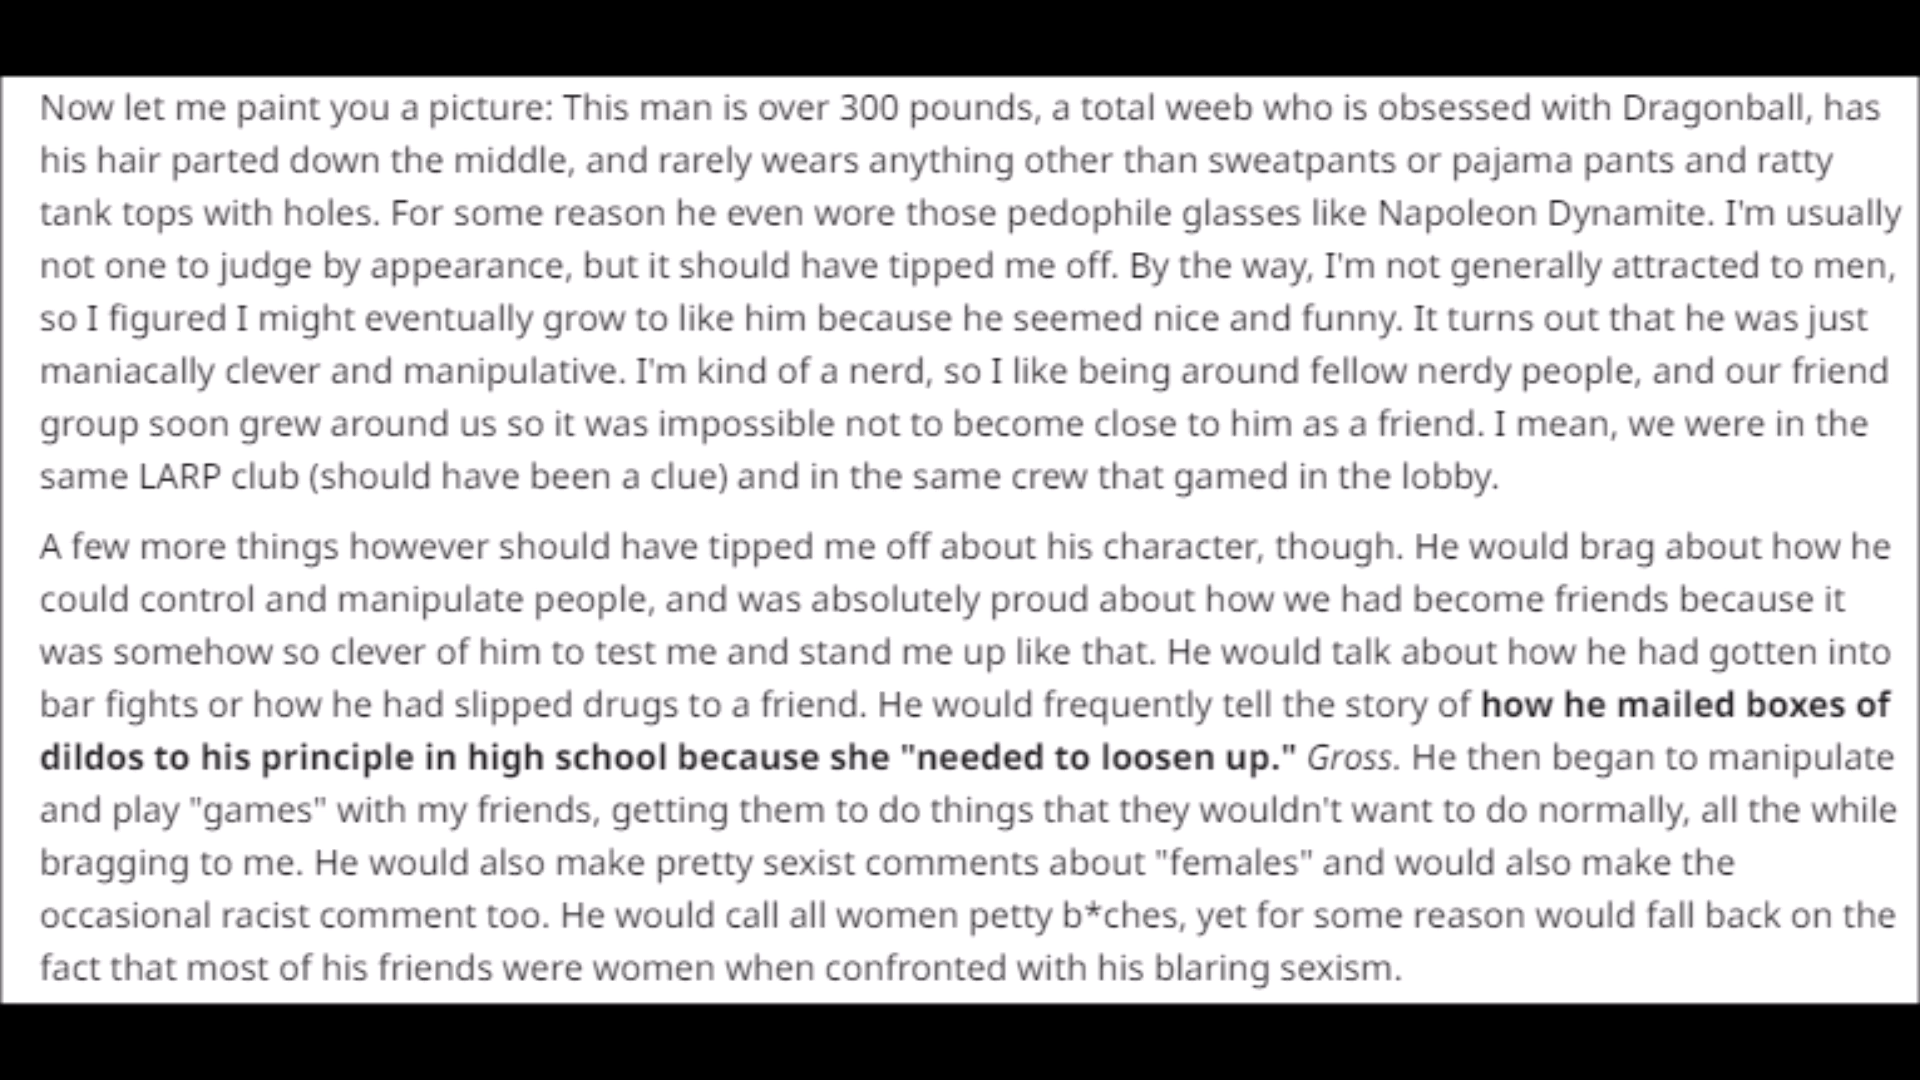 Now let me paint you a picture: This man is over 300 pounds, a total weeb who is obsessed with Dragonball, has
his hair parted down the middle, and rarely wears anything other than sweatpants or pajama pants and ratty
tank tops with holes. For some reason he even wore those pedophile glasses like Napoleon Dynamite. I'm usually
not one to judge by appearance, but it should have tipped me off. By the way, I'm not generally attracted to men,
so I figured I might eventually grow to like him because he seemed nice and funny. It turns out that he was just
maniacally clever and manipulative. I'm kind of a nerd, so I like being around fellow nerdy people, and our friend
group soon grew around us so it was impossible not to become close to him as a friend. I mean, we were in the
same LARP club (should have been a clue) and in the same crew that gamed in the lobby.
A few more things however should have tipped me off about his character, though. He would brag about how he
could control and manipulate people, and was absolutely proud about how we had become friends because it
was somehow so clever of him to test me and stand me up like that. He would talk about how he had gotten into
bar fights or how he had slipped drugs to a friend. He would frequently tell the story of how he mailed boxes of
dildos to his principle in high school because she "needed to loosen up." Gross. He then began to manipulate
and play "games" with my friends, getting them to do things that they wouldn't want to do normally, all the while
bragging to me. He would also make pretty sexist comments about "females" and would also make the
occasional racist comment too. He would call all women petty b*ches, yet for some reason would fall back on the
fact that most of his friends were women when confronted with his blaring sexism.